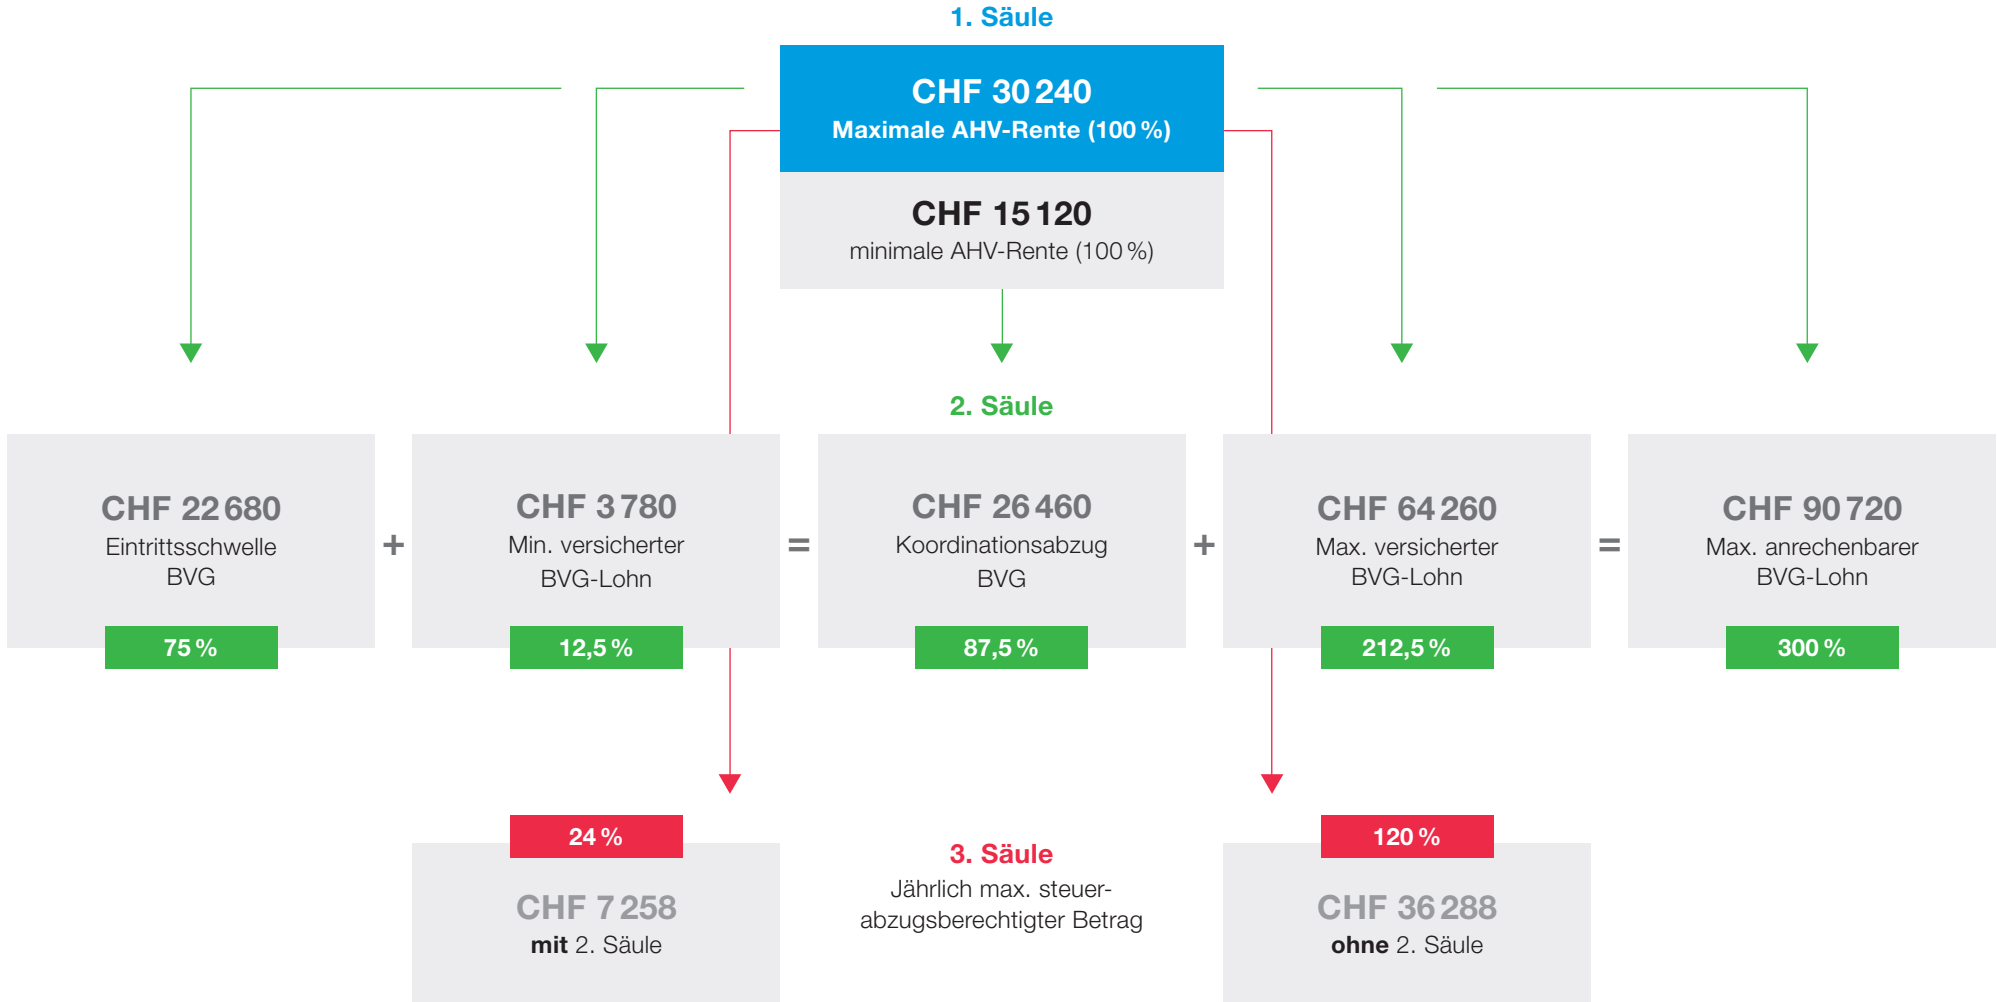 1. Säule
CHF 30 240
Maximale AHV-Rente (100 %)
CHF 15 120
minimale AHV-Rente (100 %)
2. Säule
CHF 22 680
Eintrittsschwelle
BVG
75 %
+
CHF 3 780
Min. versicherter
BVG-Lohn
12,5 %
=
CHF 26 460
Koordinationsabzug
BVG
87,5 %
+
CHF 64 260
Max. versicherter
BVG-Lohn
212,5 %
=
CHF 90 720
Max. anrechenbarer
BVG-Lohn
300 %
24 %
CHF 7 258
mit 2. Säule
3. Säule
Jährlich max. steuer-
abzugsberechtigter Betrag
120 %
CHF 36 288
ohne 2. Säule